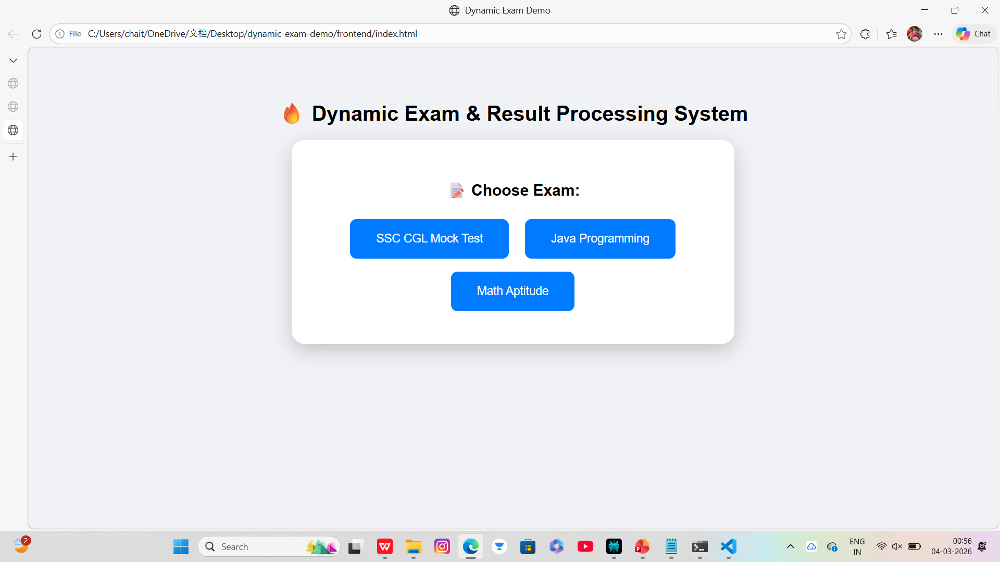 Dynamic Exam Demo
File C:/Users/chait/OneDrive/文档/Desktop/dynamic-exam-demo/frontend/index.html
Chat
🔥 Dynamic Exam & Result Processing System
📝 Choose Exam:
SSC CGL Mock Test
Java Programming
Math Aptitude
2
Search
ENG
IN
00:56
04-03-2026